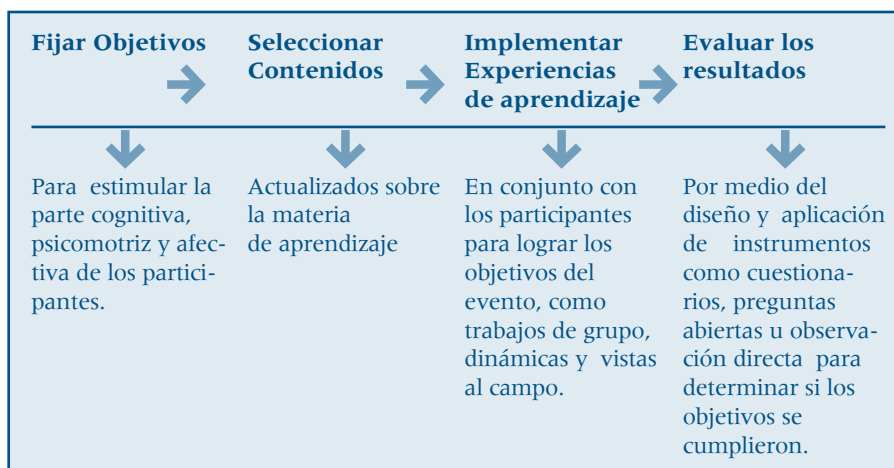 Fijar Objetivos
Seleccionar
Contenidos
Implementar
Experiencias
de aprendizaje
Evaluar los
resultados
Para estimular la
parte cognitiva,
psicomotriz y afec-
tiva de los partici-
pantes.
Actualizados sobre
la materia
de aprendizaje
En conjunto con
los participantes
para lograr los
objetivos del
evento, como
trabajos de grupo,
dinámicas y vistas
al campo.
Por medio del
diseño y aplicación
de instrumentos
como cuestiona-
rios, preguntas
abiertas u observa-
ción directa para
determinar si los
objetivos se
cumplieron.